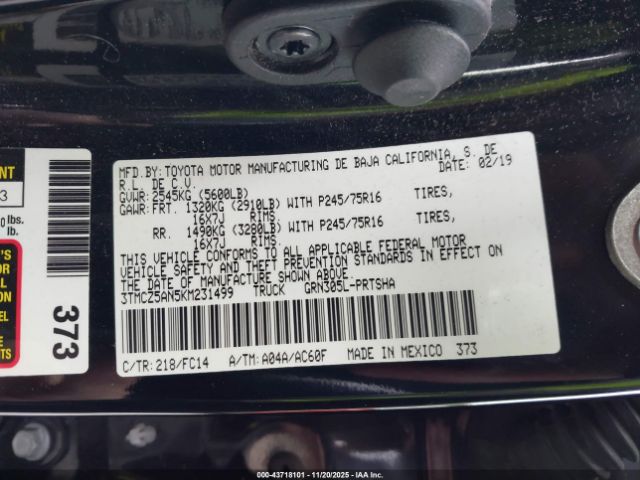 MFD.BY: TOYOTA MOTOR MANUFACTURING DE BAJA CALIFORNIA, S. DE
R.L. DE C.V. DATE: 02/19
GVWR: 2545KG (5600LB)
GAWR: FRT. 1320KG (2910LB) WITH P245/75R16 TIRES,
16X7J RIMS.
RR. 1490KG (3280LB) WITH P245/75R16 TIRES,
16X7J RIMS.
THIS VEHICLE CONFORMS TO ALL APPLICABLE FEDERAL MOTOR
VEHICLE SAFETY AND THEFT PREVENTION STANDARDS IN EFFECT ON
THE DATE OF MANUFACTURE SHOWN ABOVE.
3TMCZ5AN5KM231499 TRUCK GRN305L-PRTSHA
C/TR: 218/FC14 A/TM: A04A/AC60F MADE IN MEXICO 373
373
lbs.
000-43718101 - 11/20/2025 - IAAI.COM